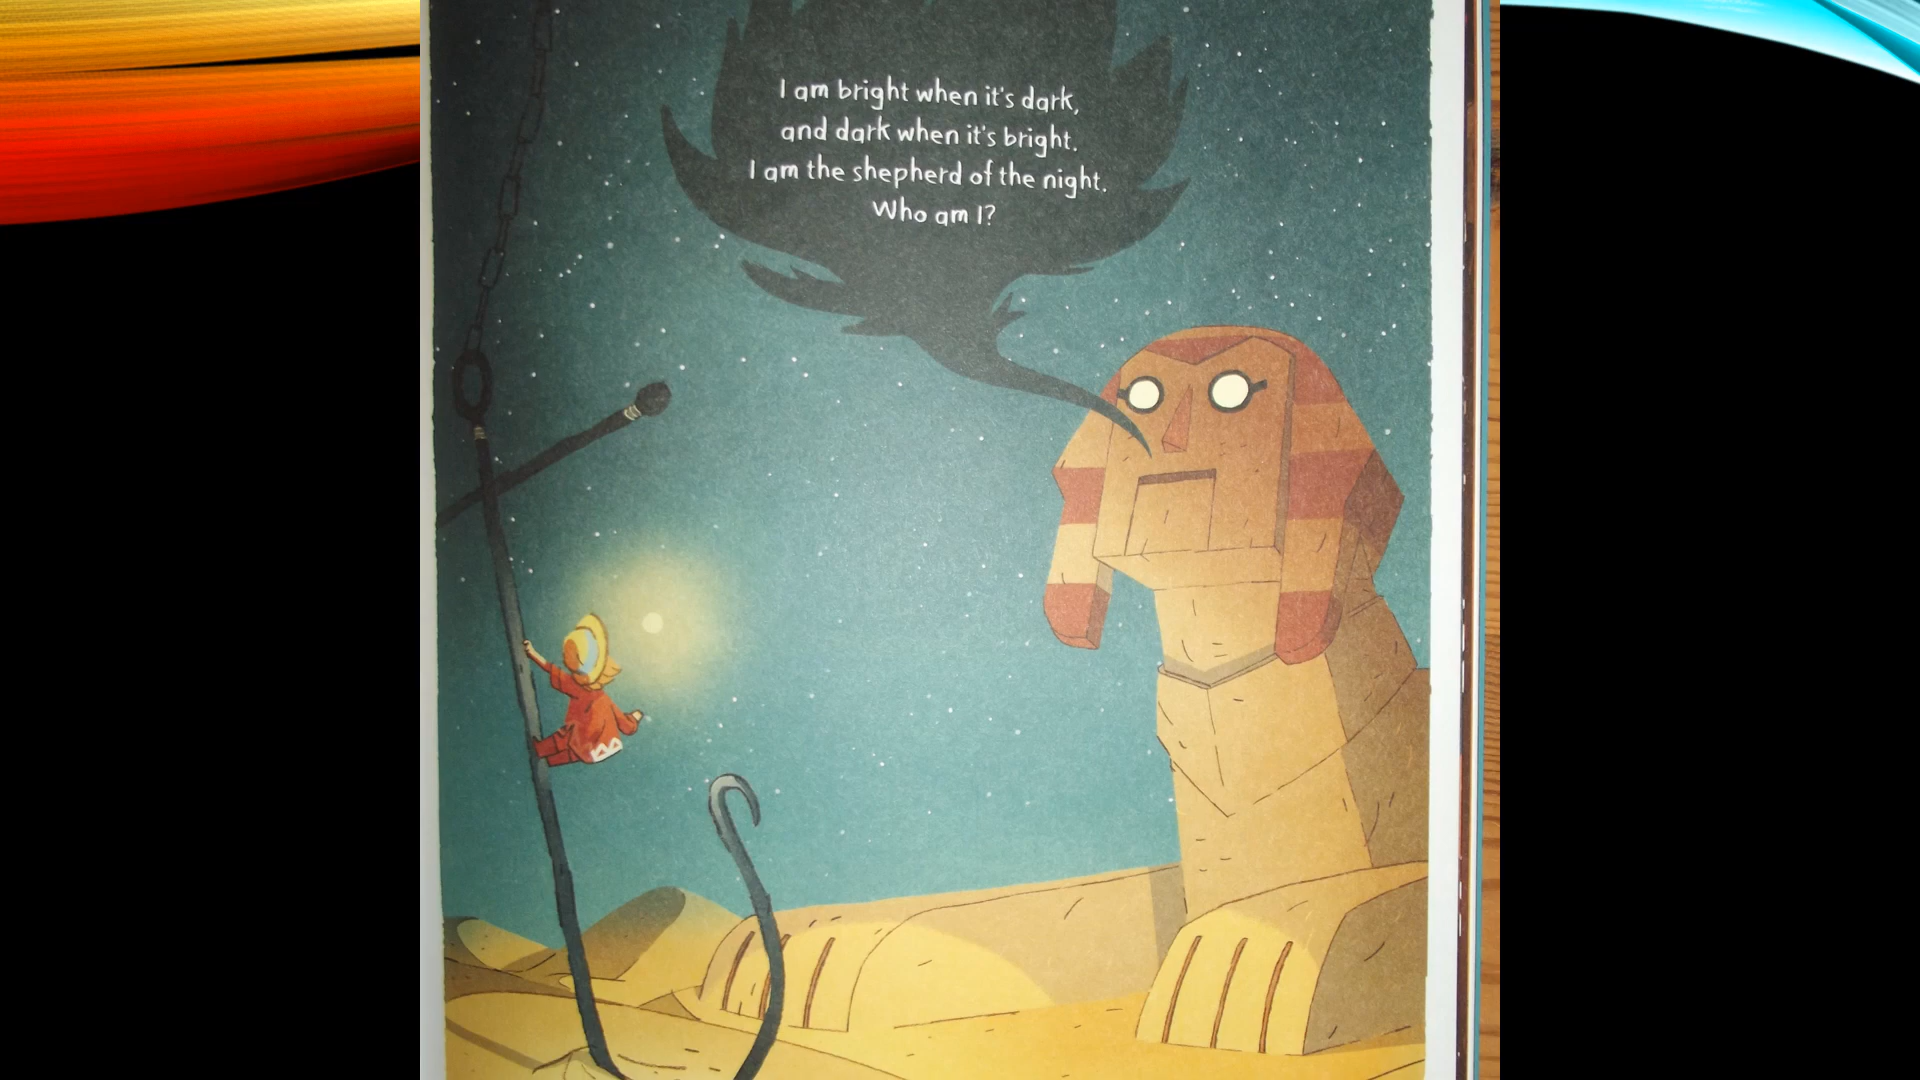 I am bright when it's dark,
and dark when it's bright.
I am the shepherd of the night.
Who am I?